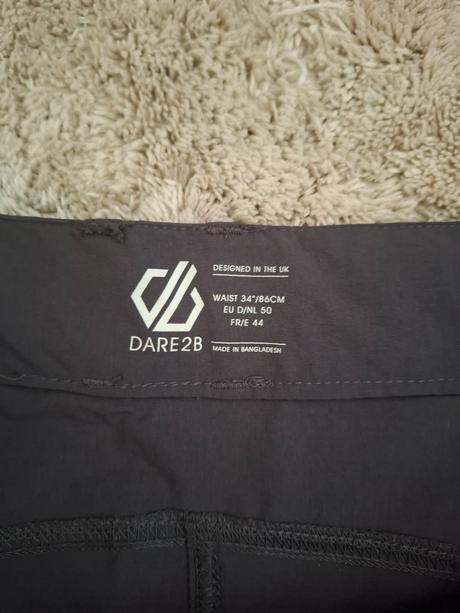 DESIGNED IN THE UK
WAIST 34"/86CM
EU D/NL 50
FR/E 44
DARE2B
MADE IN BANGLADESH